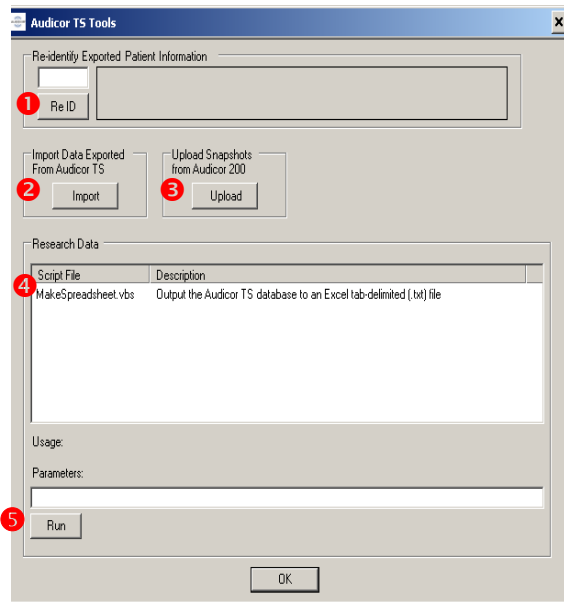 Audicor TS Tools
Re-identify Exported Patient Information
1 Re ID
Import Data Exported
From Audicor TS
2 Import
Upload Snapshots
from Audicor 200
3 Upload
Research Data
Script File Description
4 MakeSpreadsheet.vbs Output the Audicor TS database to an Excel tab-delimited (.txt) file
Usage:
Parameters:
5 Run
OK